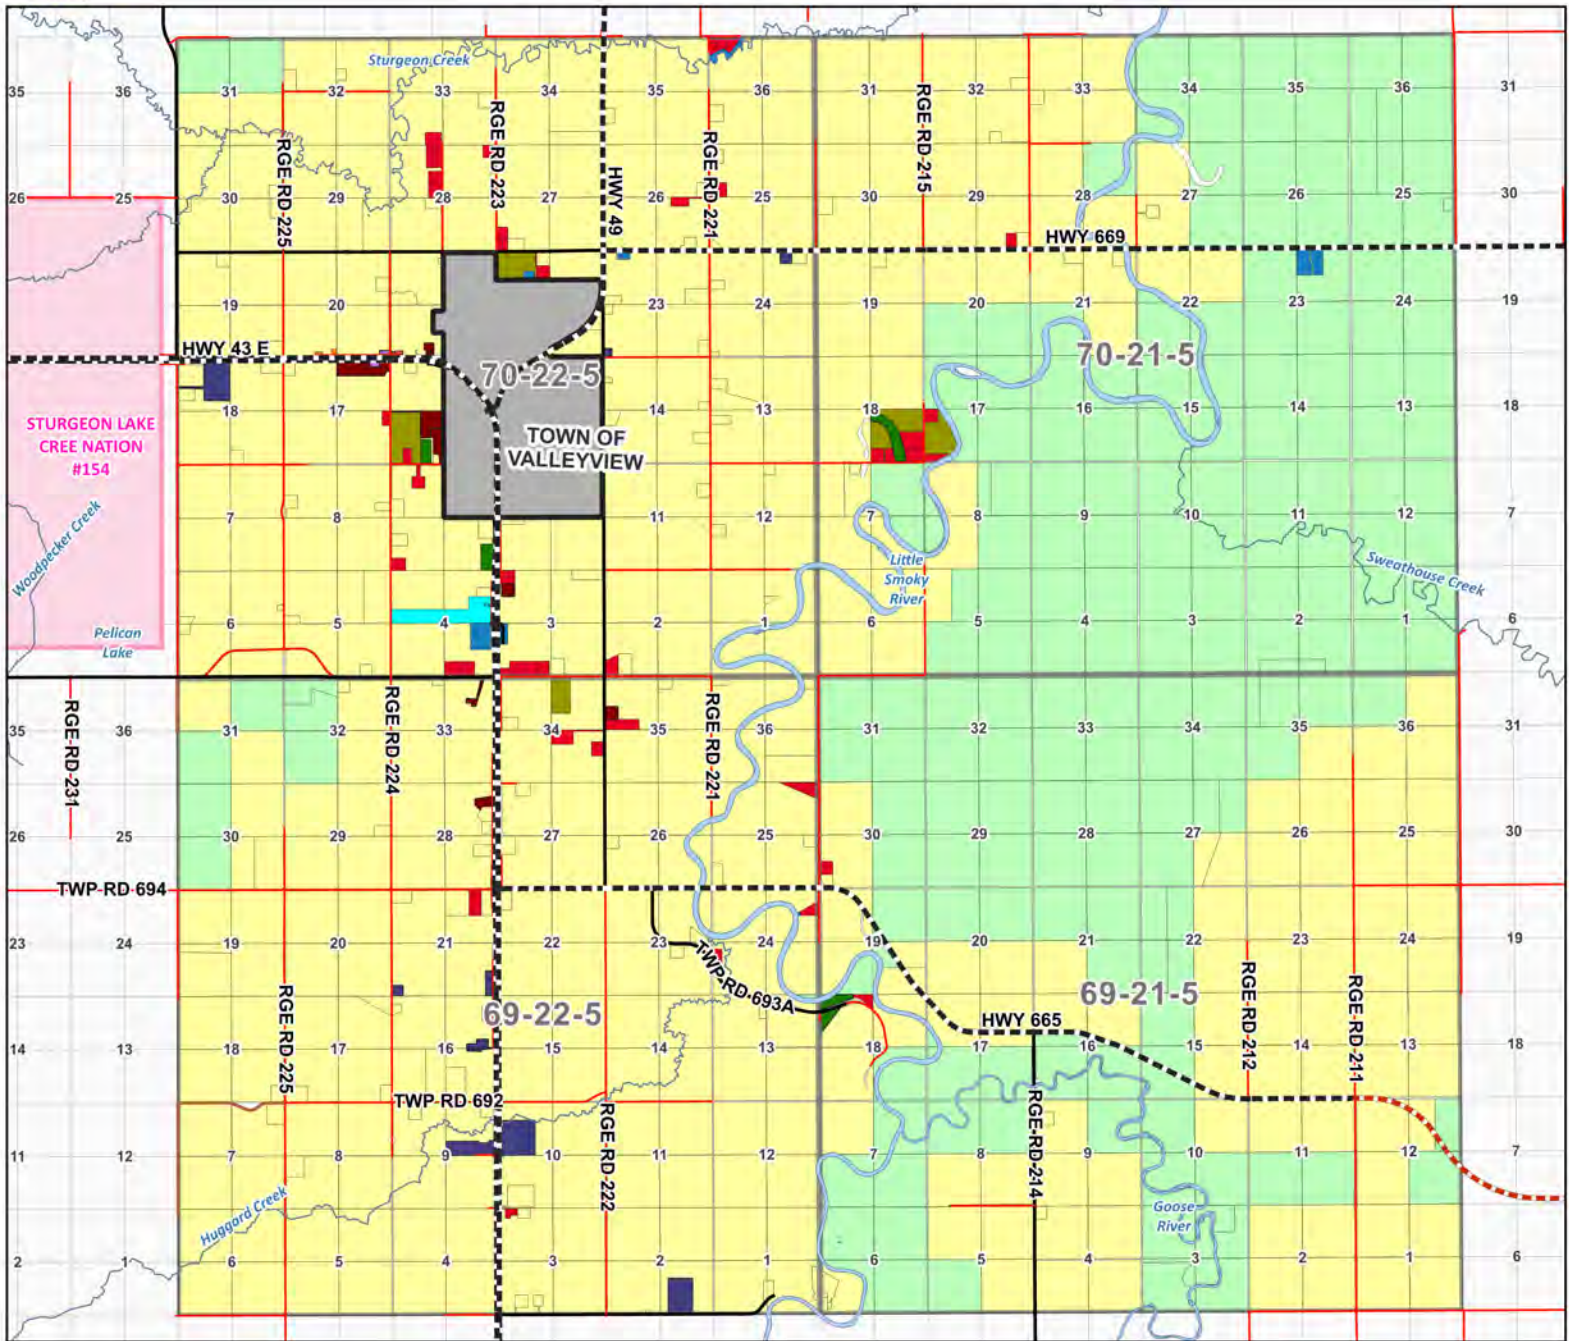 Sturgeon Creek
35 36 31 32 33 34 35 36 31 32 33 34 35 36 31
RGE-RD-225
RGE-RD-223
HWY 49
RGE-RD-221
RGE-RD-215
26 25 30 29 28 27 26 25 30 29 28 27 26 25 30
HWY 669
19 20 23 24 19 20 21 22 23 24 19
HWY 43 E
70-22-5
70-21-5
18 17 14 13 18 17 16 15 14 13 18
STURGEON LAKE
CREE NATION
#154
TOWN OF
VALLEYVIEW
7 8 11 12 7 8 9 10 11 12 7
Woodpecker Creek
Little
Smoky
River
Sweathouse Creek
6 5 4 3 2 1 6 5 4 3 2 1 6
Pelican
Lake
RGE-RD-231
RGE-RD-224
RGE-RD-221
35 36 31 32 33 34 35 36 31 32 33 34 35 36 31
26 25 30 29 28 27 26 25 30 29 28 27 26 25 30
TWP RD 694
23 24 19 20 21 22 23 24 19 20 21 22 23 24 19
TWP-RD-693A
RGE-RD-225
69-22-5
69-21-5
RGE-RD-212
RGE-RD-211
HWY 665
14 13 18 17 16 15 14 13 18 17 16 15 14 13 18
TWP RD 692
RGE-RD-222
RGE-RD-214
11 12 7 8 9 10 11 12 7 8 9 10 11 12 7
Huggard Creek
Goose
River
2 1 6 5 4 3 2 1 6 5 4 3 2 1 6